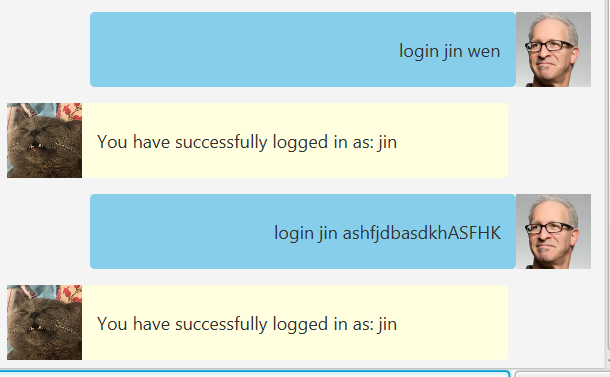 login jin wen
You have successfully logged in as: jin
login jin ashfjdbasdkhASFHK
You have successfully logged in as: jin